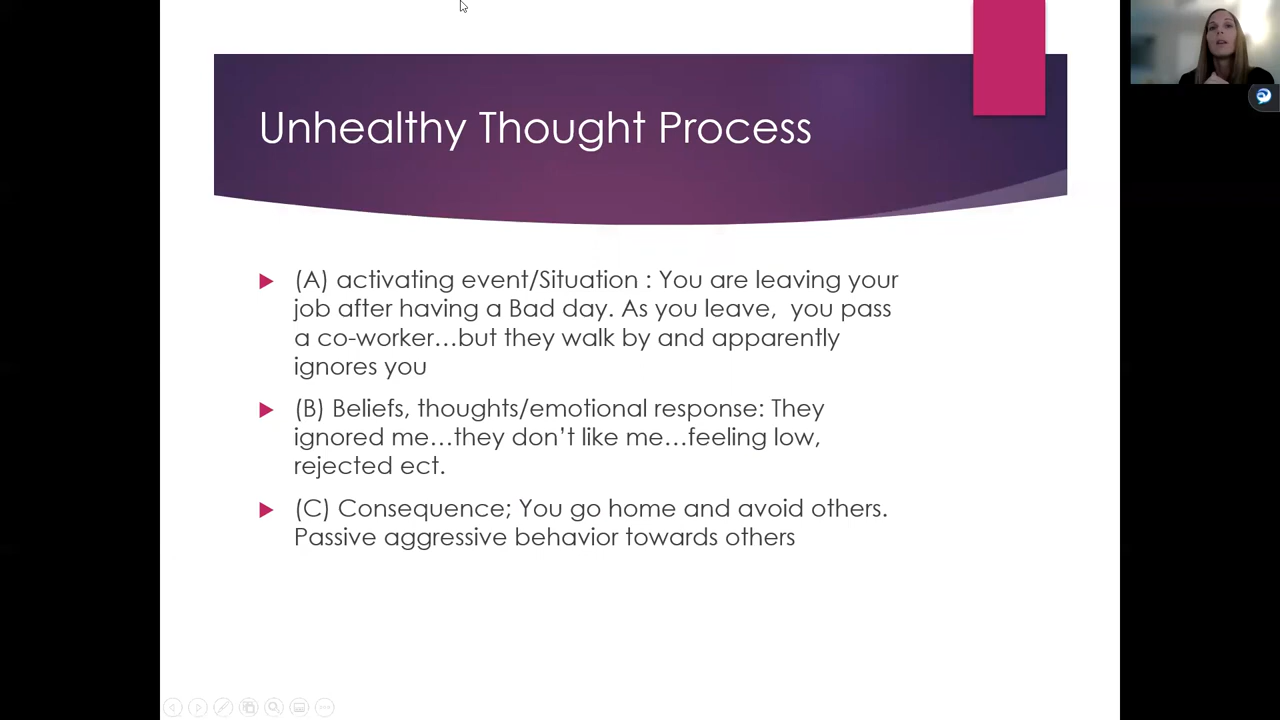 Unhealthy Thought Process
(A) activating event/Situation : You are leaving your
job after having a Bad day. As you leave,  you pass
a co-worker…but they walk by and apparently
ignores you
(B) Beliefs, thoughts/emotional response: They
ignored me…they don’t like me…feeling low,
rejected ect.
(C) Consequence; You go home and avoid others.
Passive aggressive behavior towards others